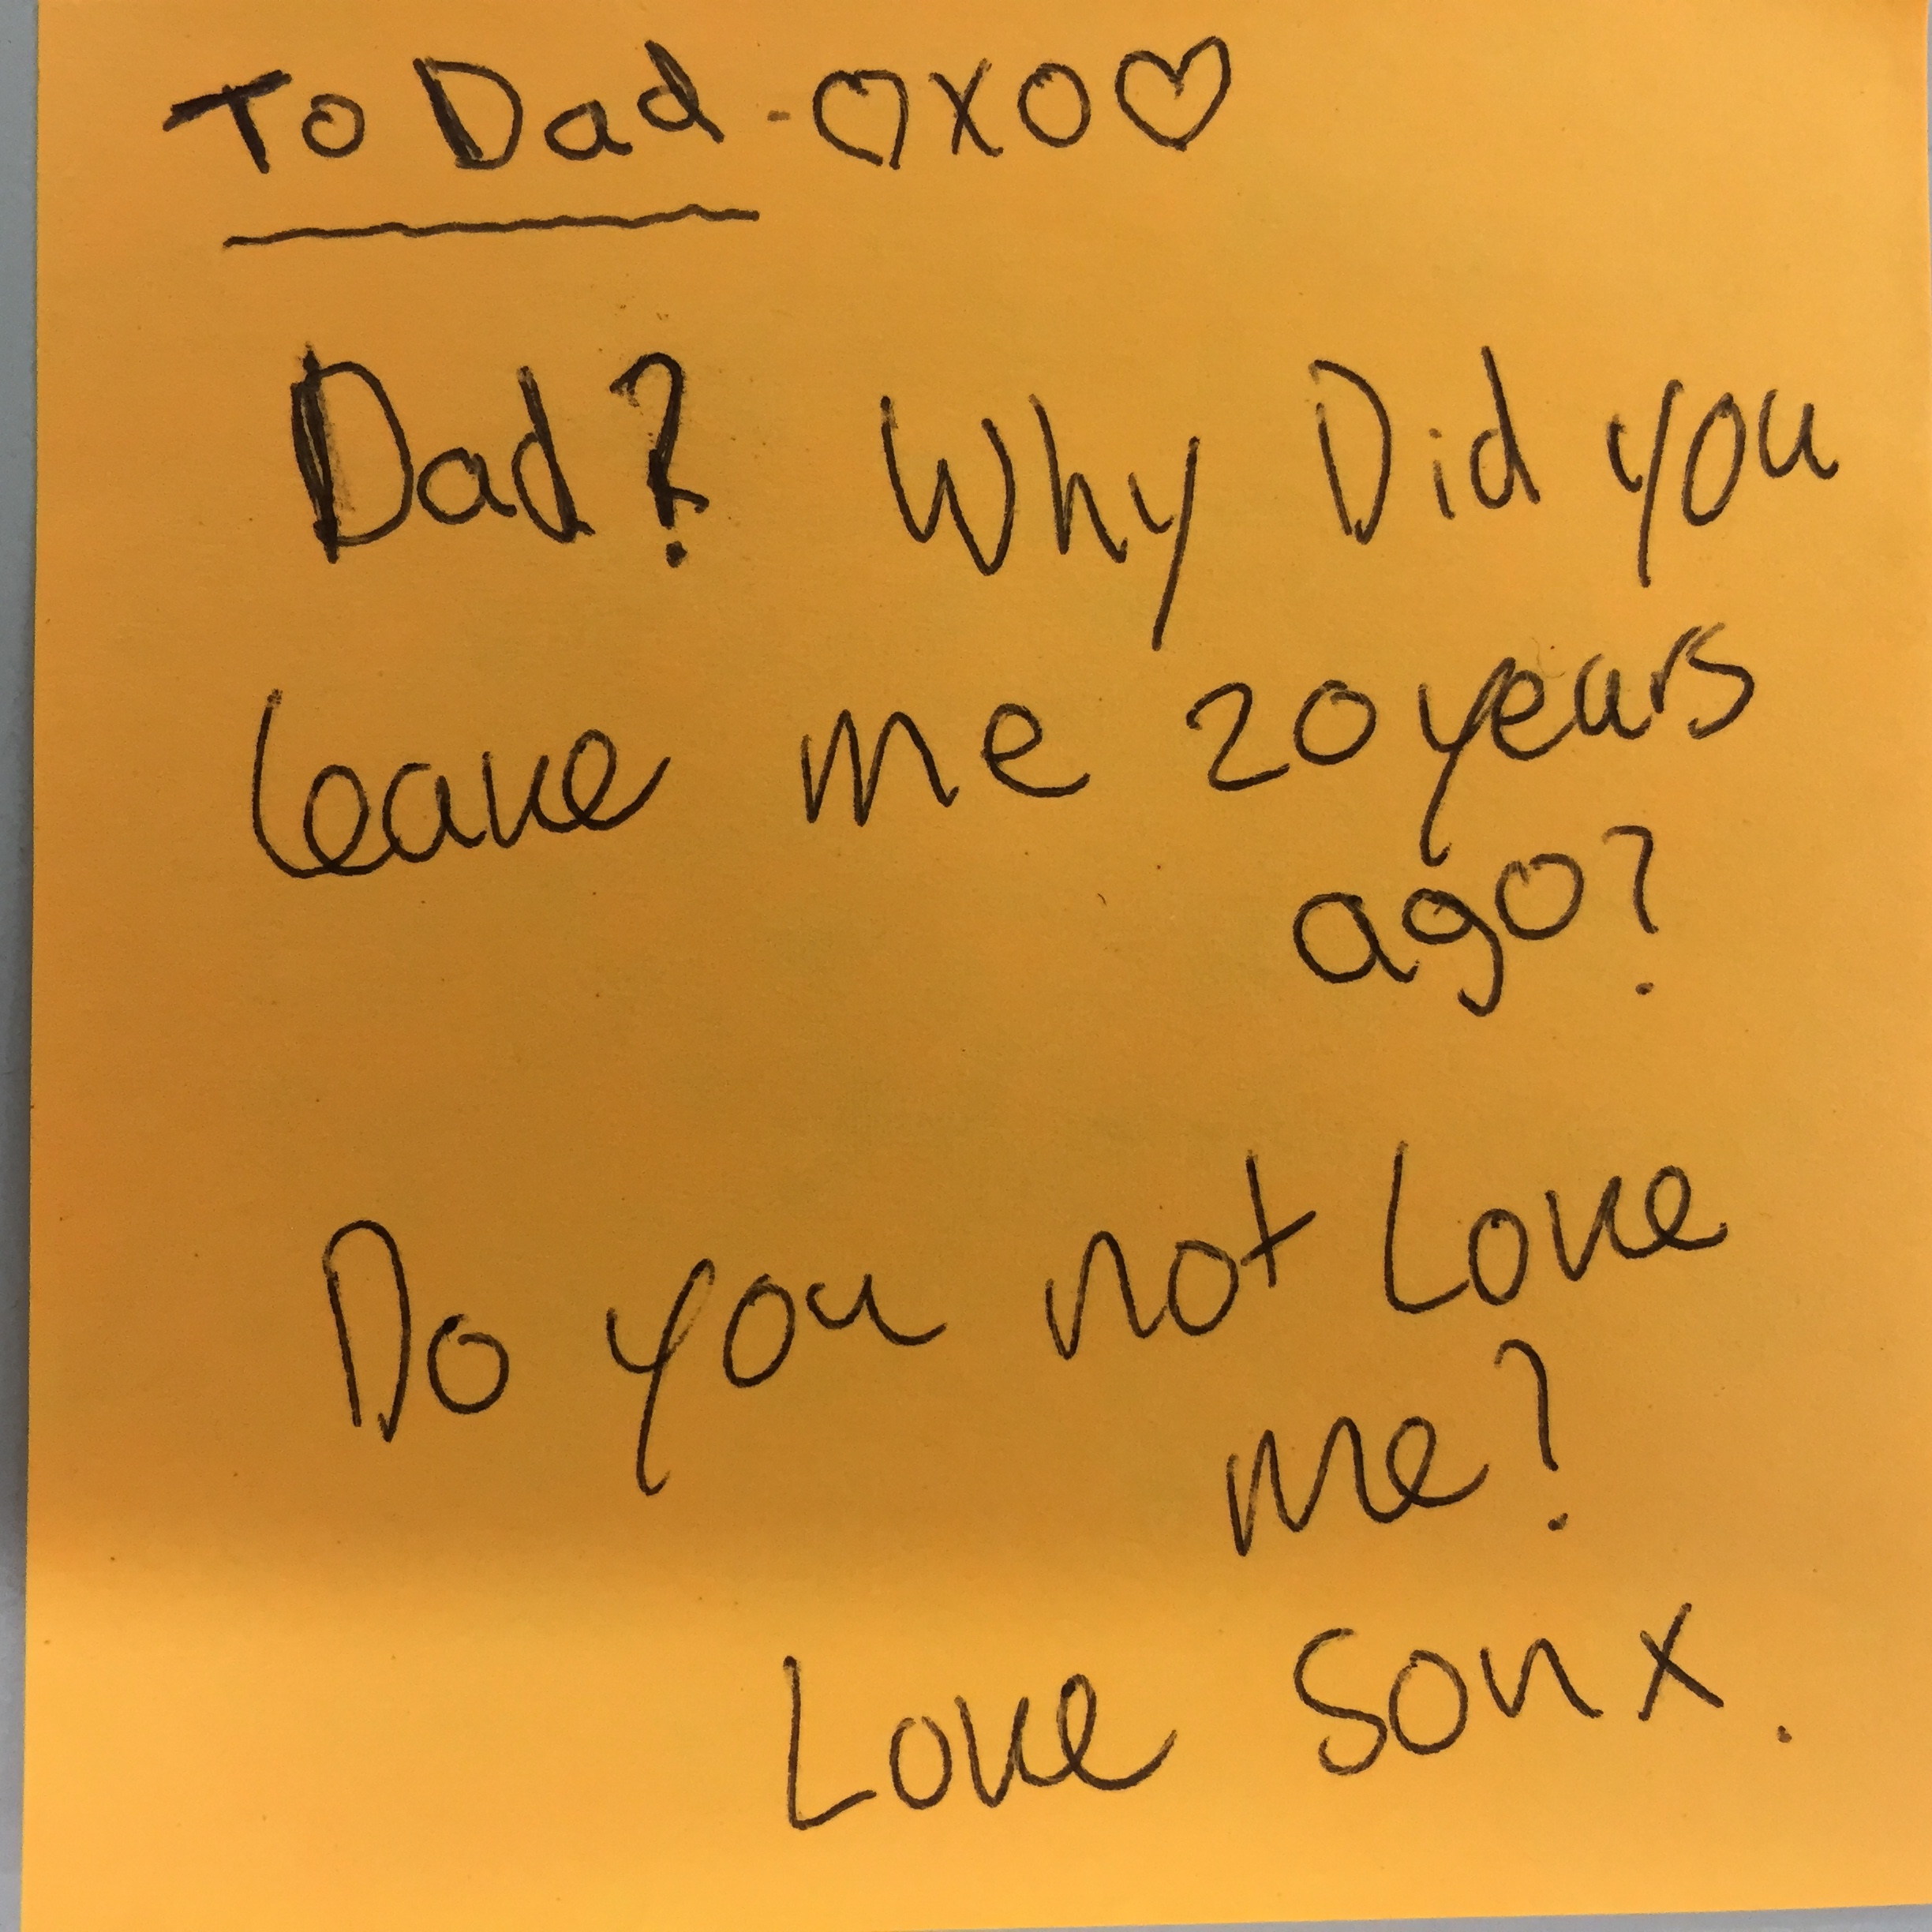 To Dad - ♡XO♡
Dad? Why Did you
leave me 20 years
ago?
Do you not Love
me?
Love Son x.